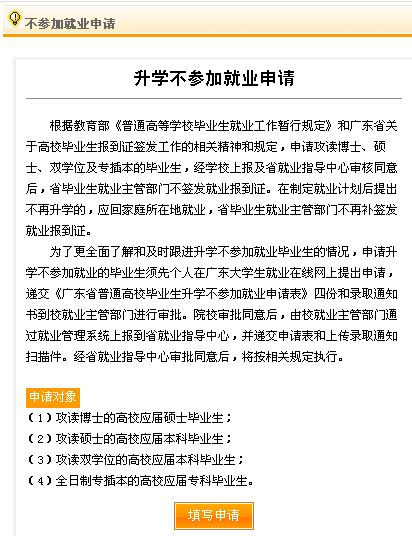 不参加就业申请
升学不参加就业申请
根据教育部《普通高等学校毕业生就业工作暂行规定》和广东省关
于高校毕业生报到证签发工作的相关精神和规定，申请攻读博士、硕
士、双学位及专插本的毕业生，经学校上报及省就业指导中心审核同意
后，省毕业生就业主管部门不签发就业报到证。在制定就业计划后提出
不再升学的，应回家庭所在地就业，省毕业生就业主管部门不再补签发
就业报到证。
为了更全面了解和及时跟进升学不参加就业毕业生的情况，申请升
学不参加就业的毕业生须先个人在广东大学生就业在线网上提出申请，
递交《广东省普通高校毕业生升学不参加就业申请表》四份和录取通知
书到校就业主管部门进行审批。院校审批同意后，由校就业主管部门通
过就业管理系统上报到省就业指导中心，并递交申请表和上传录取通知
扫描件。经省就业指导中心审批同意后，将按相关规定执行。
申请对象
（1）攻读博士的高校应届硕士毕业生；
（2）攻读硕士的高校应届本科毕业生；
（3）攻读双学位的高校应届本科毕业生；
（4）全日制专插本的高校应届专科毕业生。
填写申请